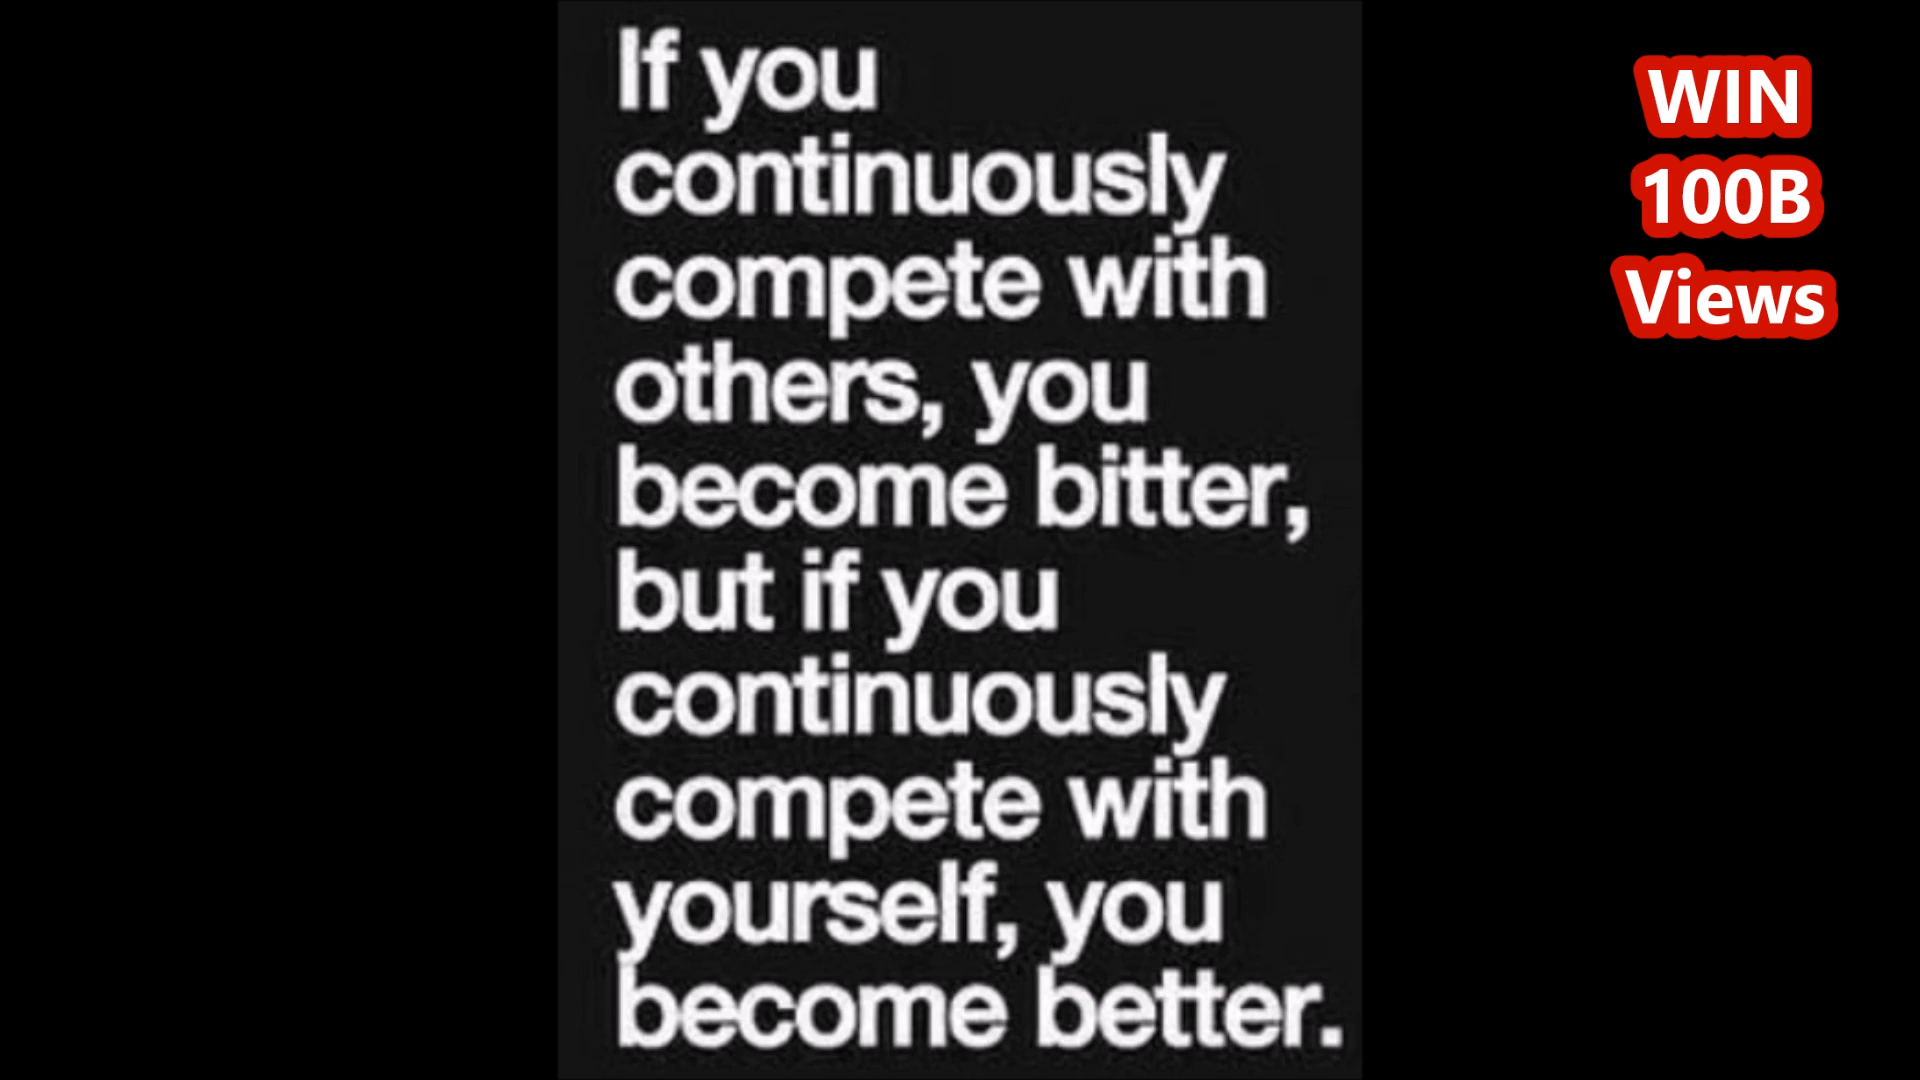 If you
continuously
compete with
others, you
become bitter,
but if you
continuously
compete with
yourself, you
become better.
WIN
100B
Views